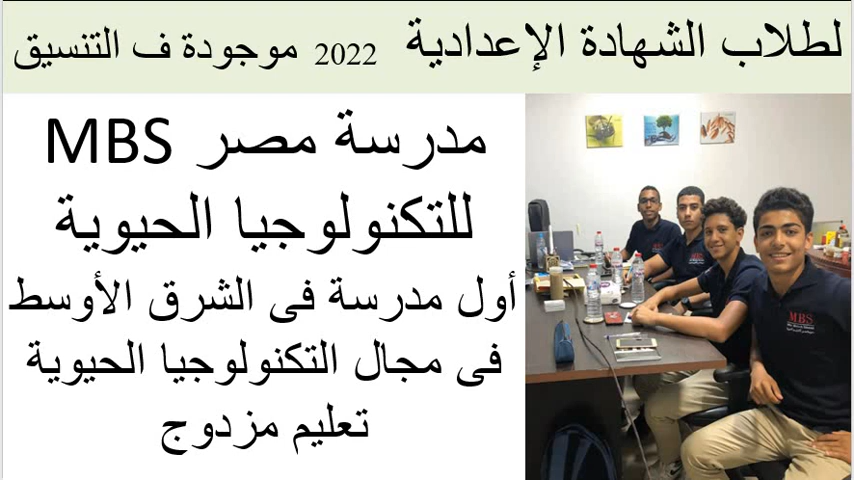 لطلاب الشهادة الإعدادية 2022 موجودة ف التنسيق
مدرسة مصر MBS
للتكنولوجيا الحيوية
أول مدرسة فى الشرق الأوسط
فى مجال التكنولوجيا الحيوية
تعليم مزدوج
MBS